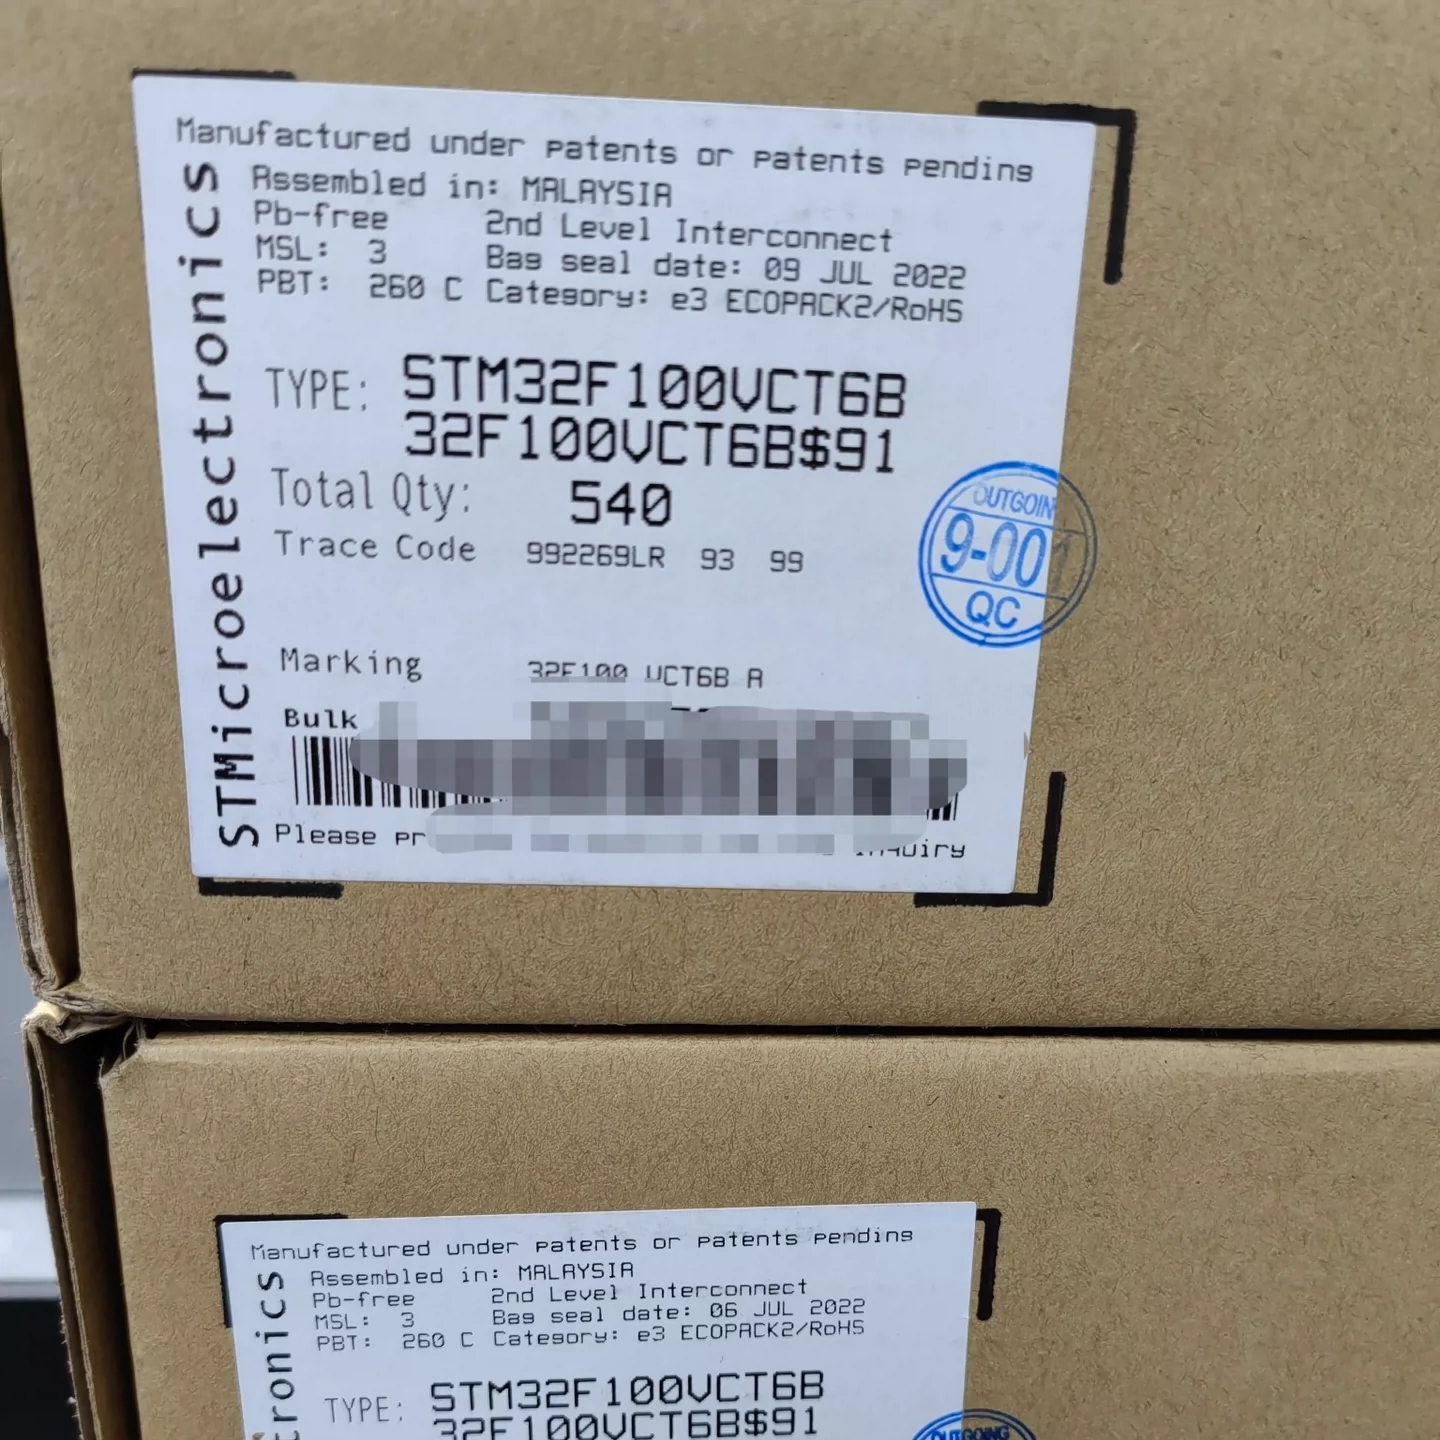 Manufactured under patents or patents pending
STMicroelectronics
Assembled in: MALAYSIA
Pb-free 2nd Level Interconnect
MSL: 3 Bag seal date: 09 JUL 2022
PBT: 260 C Category: e3 ECOPACK2/RoHS
TYPE: STM32F100VCT6B
32F100VCT6B$91
Total Qty: 540
Trace Code 992269LR 93 99
OUTGOIN
9-001
QC
Marking 32F100 VCT6B A
Bulk
Please
Manufactured under patents or patents pending
tronics
Assembled in: MALAYSIA
Pb-free 2nd Level Interconnect
MSL: 3 Bag seal date: 06 JUL 2022
PBT: 260 C Category: e3 ECOPACK2/RoHS
TYPE: STM32F100VCT6B
32F100VCT6B$91
OUTGOING